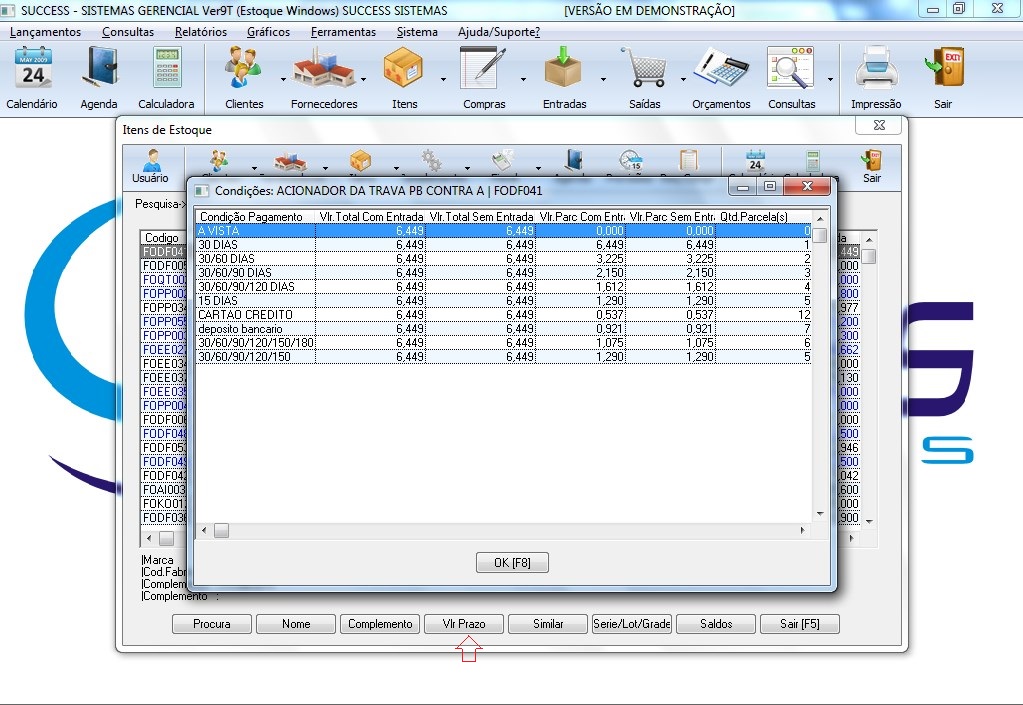 SUCCESS - SISTEMAS GERENCIAL Ver9T (Estoque Windows) SUCCESS SISTEMAS [VERSÃO EM DEMONSTRAÇÃO]
Lançamentos Consultas Relatórios Gráficos Ferramentas Sistema Ajuda/Suporte?
MAY 2009
24
EXIT
Calendário Agenda Calculadora Clientes Fornecedores Itens Compras Entradas Saídas Orçamentos Consultas Impressão Sair
Itens de Estoque
24
Usuário Sair
Pesquisa->
Condições: ACIONADOR DA TRAVA PB CONTRA A | FODF041
Condição Pagamento Vlr.Total Com Entrada Vlr.Total Sem Entrada Vlr.Parc Com Entr. Vlr.Parc Sem Entr. Qtd.Parcela(s)
A VISTA 6,449 6,449 0,000 0,000 0
30 DIAS 6,449 6,449 6,449 6,449 1
30/60 DIAS 6,449 6,449 3,225 3,225 2
30/60/90 DIAS 6,449 6,449 2,150 2,150 3
30/60/90/120 DIAS 6,449 6,449 1,612 1,612 4
15 DIAS 6,449 6,449 1,290 1,290 5
CARTAO CREDITO 6,449 6,449 0,537 0,537 12
deposito bancario 6,449 6,449 0,921 0,921 7
30/60/90/120/150/180 6,449 6,449 1,075 1,075 6
30/60/90/120/150 6,449 6,449 1,290 1,290 5
OK [F8]
Codigo
FODF04
FODF00
FOQT00
FOPP00
FOPP03
FOPP05
FOPP00
FOEE02
FOEE03
FOEE03
FOEE03
FOPP00
FODF00
FODF04
FODF05
FODF04
FODF04
FOAI003
FOKO01
FODF03
|Marca
|Cod.Fabr
|Complem
|Complemento :
Procura Nome Complemento Vlr Prazo Similar Serie/Lot/Grade Saldos Sair [F5]
S